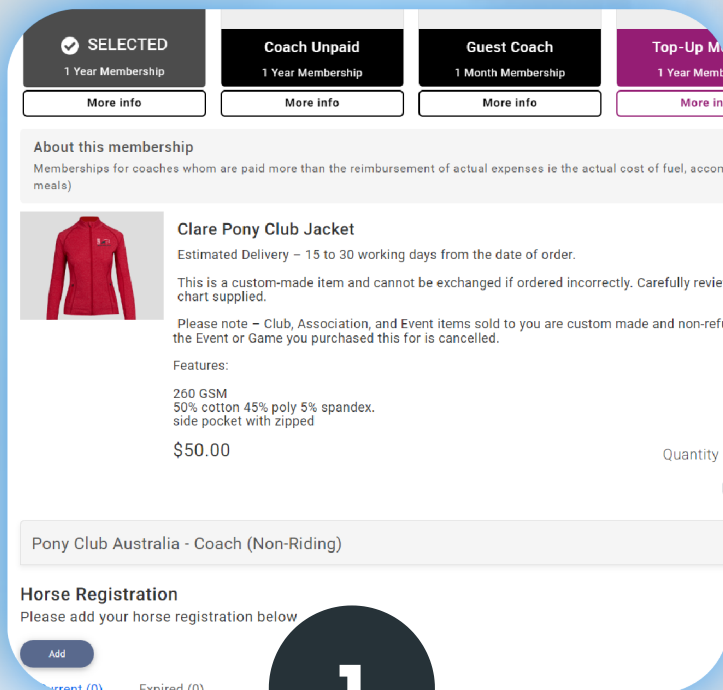 SELECTED
1 Year Membership
More info
Coach Unpaid
1 Year Membership
More info
Guest Coach
1 Month Membership
More info
Top-Up
1 Year
More
About this membership
Memberships for coaches whom are paid more than the reimbursement of actual expenses ie the actual cost of fuel,
meals)
Clare Pony Club Jacket
Estimated Delivery – 15 to 30 working days from the date of order.
This is a custom-made item and cannot be exchanged if ordered incorrectly. Carefully
chart supplied.
Please note – Club, Association, and Event items sold to you are custom made and
the Event or Game you purchased this for is cancelled.
Features:
260 GSM
50% cotton 45% poly 5% spandex.
side pocket with zipped
$50.00
Quantity
Pony Club Australia - Coach (Non-Riding)
Horse Registration
Please add your horse registration below
Add
(0)
Expired (0)
1